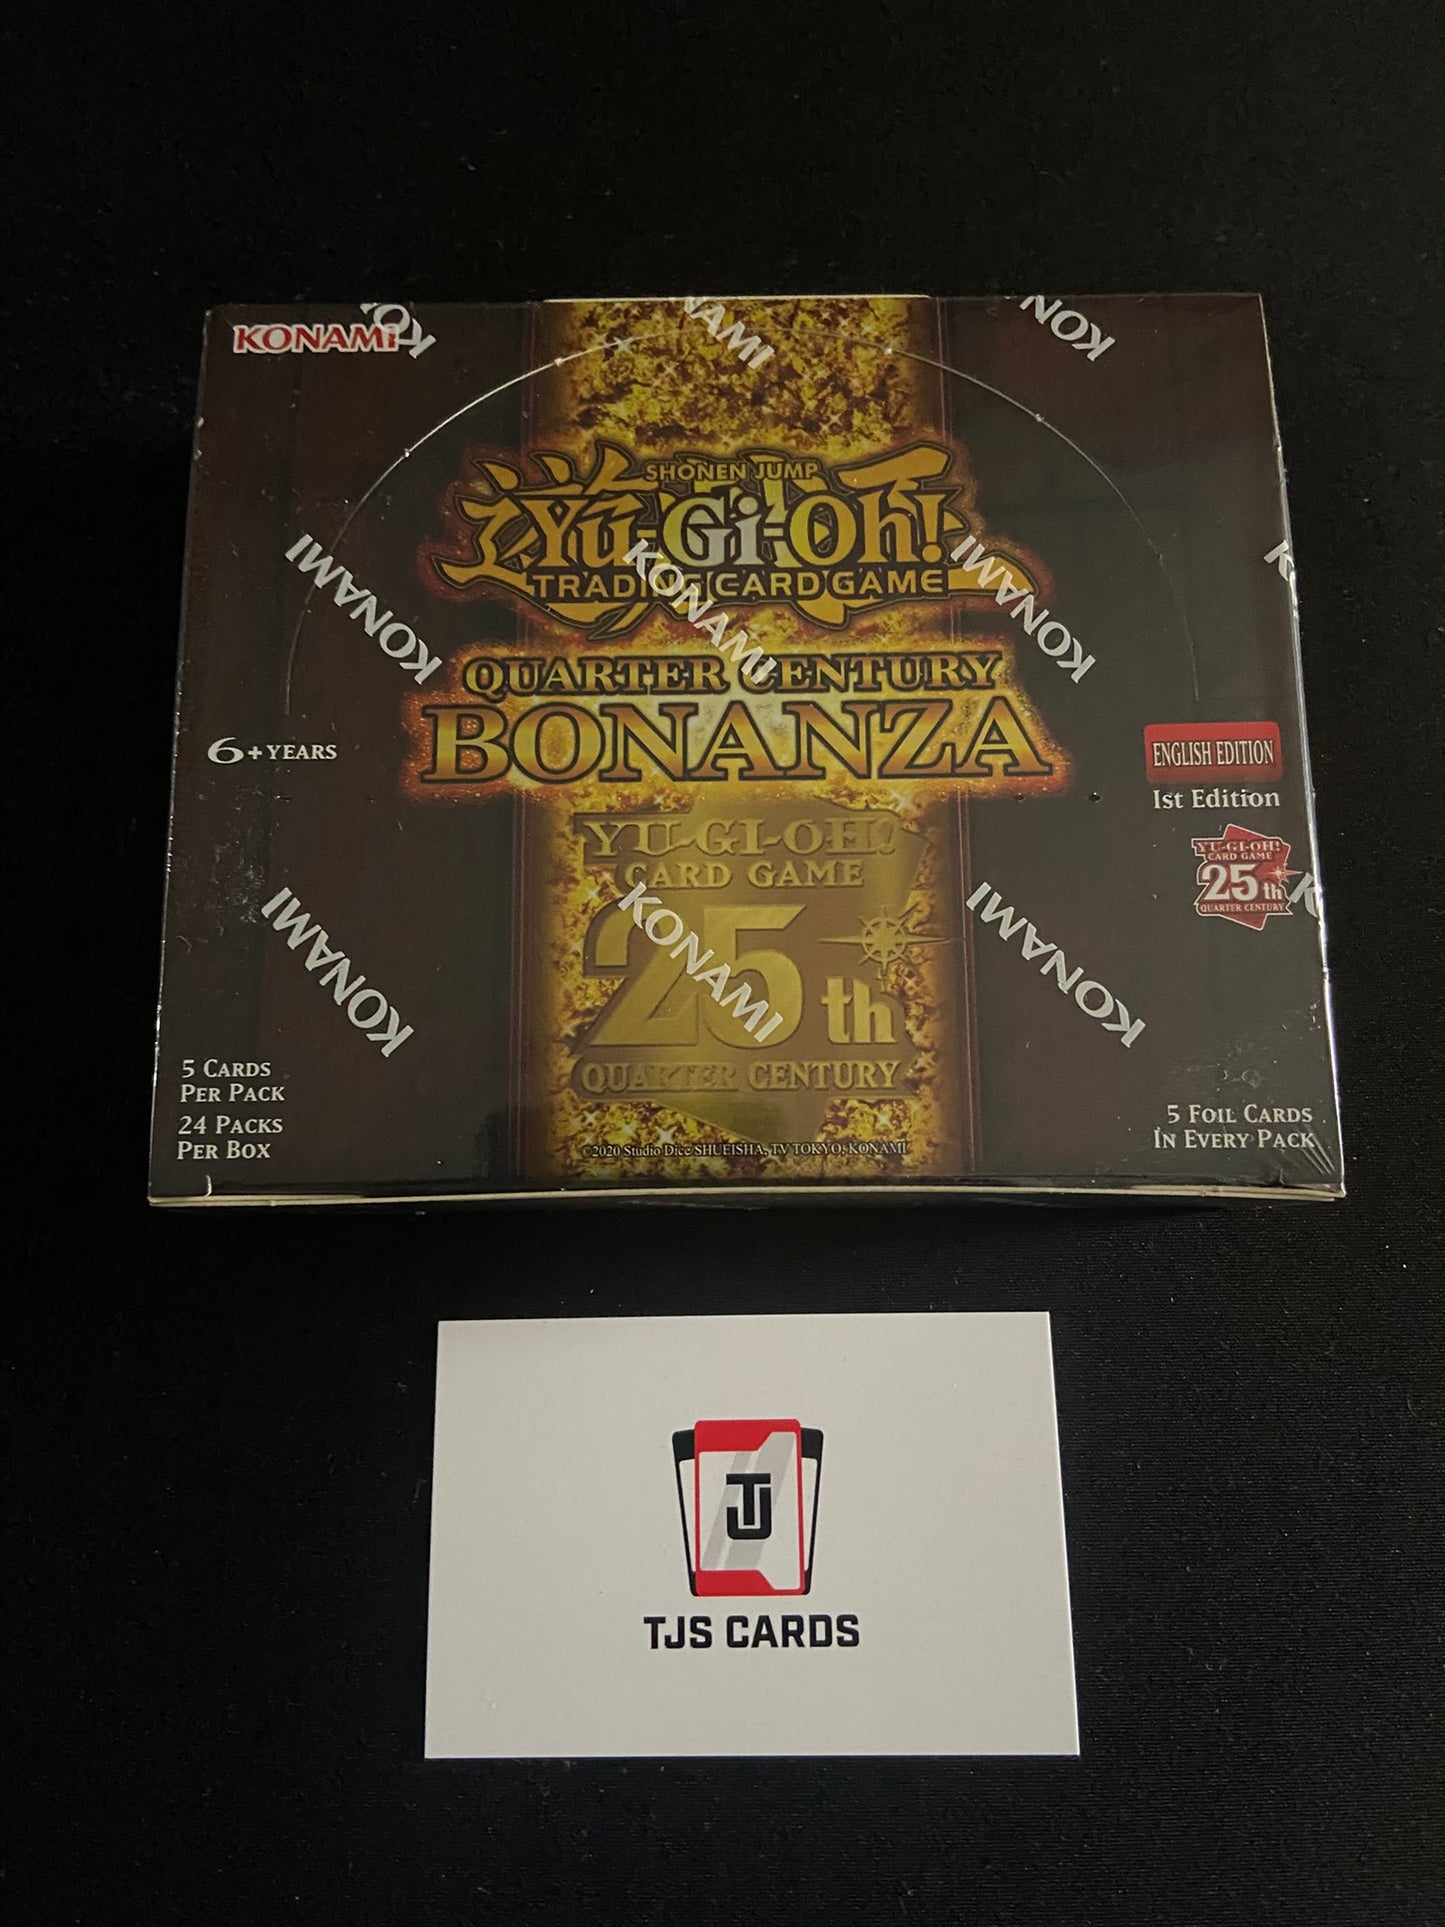 KONAMI
KONAMI
KONAMI
SHONEN JUMP
遊戯王
Yu-Gi-Oh!
TRADING CARD GAME
KONAMI
KONAMI
KONAMI
QUARTER CENTURY
BONANZA
6+ YEARS
ENGLISH EDITION
1st Edition
YU-GI-OH!
CARD GAME
25th
QUARTER CENTURY
YU-GI-OH!
CARD GAME
25th
QUARTER CENTURY
KONAMI
KONAMI
KONAMI
5 CARDS
PER PACK
24 PACKS
PER BOX
5 FOIL CARDS
IN EVERY PACK
©2020 Studio Dice/SHUEISHA, TV TOKYO, KONAMI
TJ
TJS CARDS